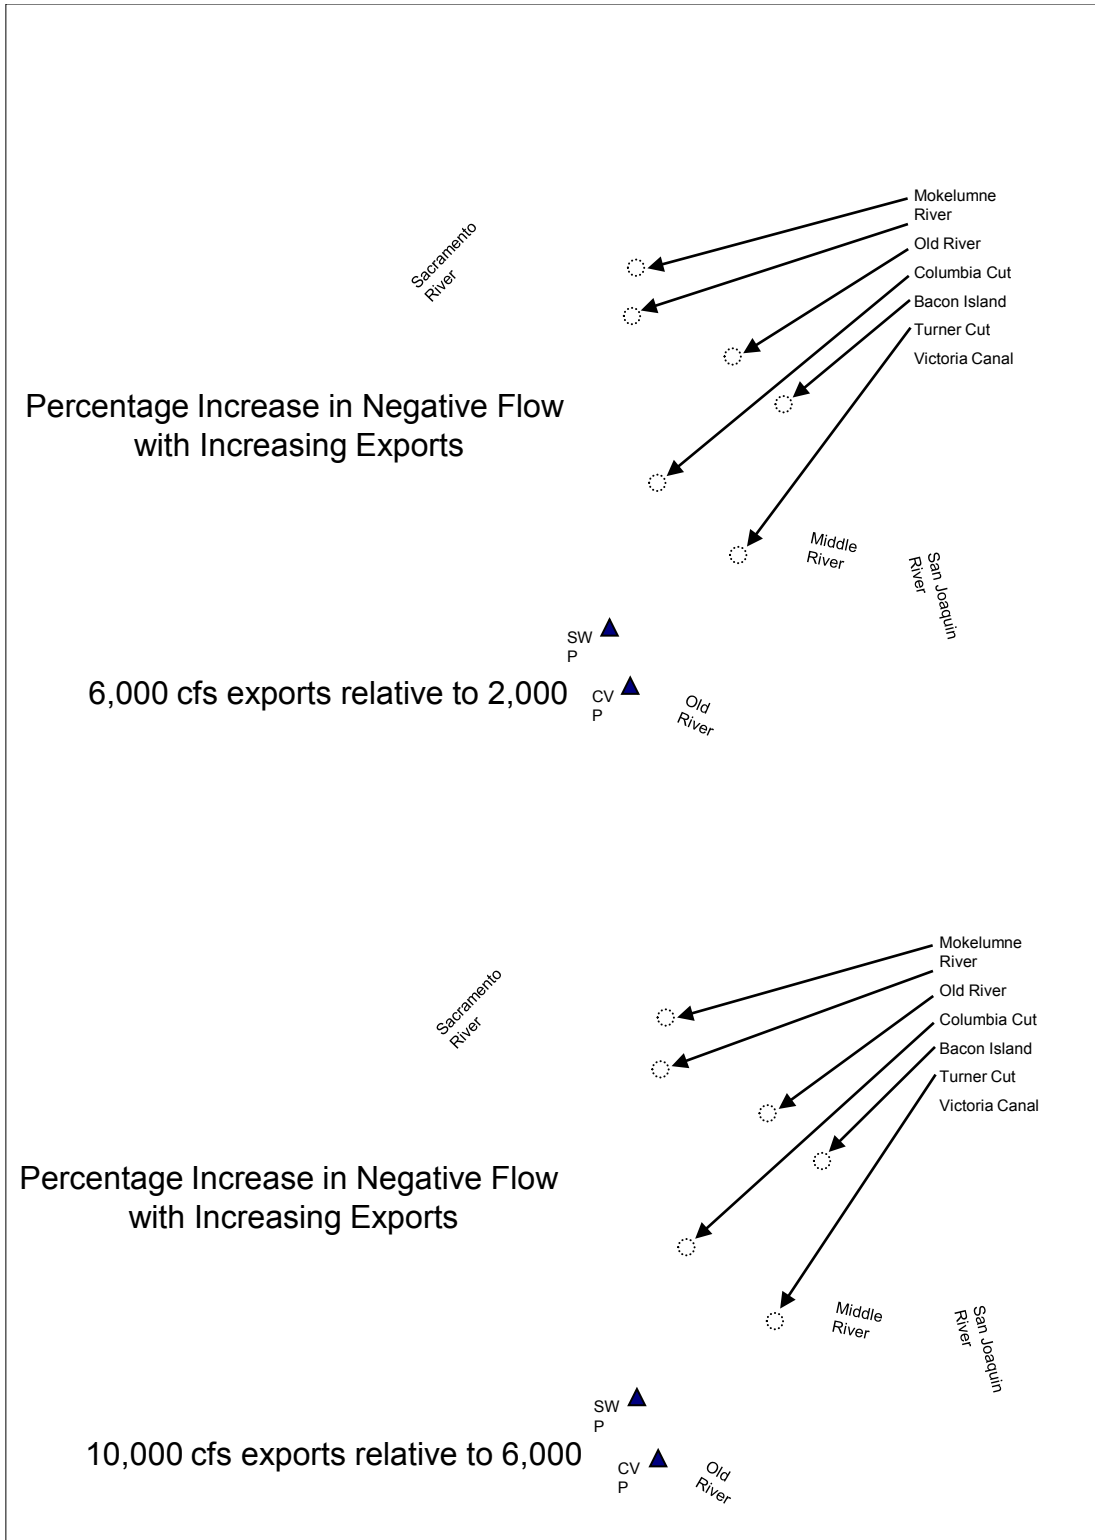 Mokelumne
River
Old River
Columbia Cut
Bacon Island
Turner Cut
Victoria Canal
Sacramento
River
Percentage Increase in Negative Flow
with Increasing Exports
Middle
River
San Joaquin
River
SW
P
6,000 cfs exports relative to 2,000
CV
P
Old
River
Mokelumne
River
Old River
Columbia Cut
Bacon Island
Turner Cut
Victoria Canal
Sacramento
River
Percentage Increase in Negative Flow
with Increasing Exports
Middle
River
San Joaquin
River
SW
P
10,000 cfs exports relative to 6,000
CV
P
Old
River